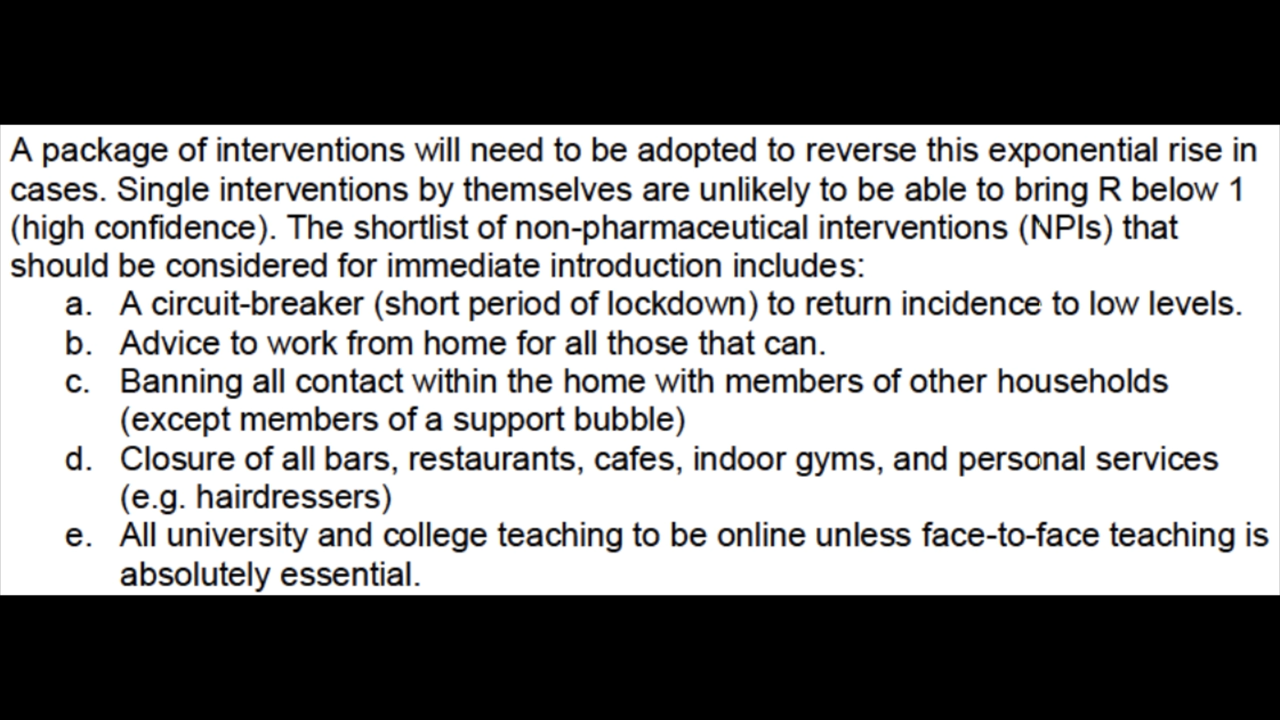 A package of interventions will need to be adopted to reverse this exponential rise in
cases. Single interventions by themselves are unlikely to be able to bring R below 1
(high confidence). The shortlist of non-pharmaceutical interventions (NPIs) that
should be considered for immediate introduction includes:
a. A circuit-breaker (short period of lockdown) to return incidence to low levels.
b. Advice to work from home for all those that can.
c. Banning all contact within the home with members of other households
(except members of a support bubble)
d. Closure of all bars, restaurants, cafes, indoor gyms, and personal services
(e.g. hairdressers)
e. All university and college teaching to be online unless face-to-face teaching is
absolutely essential.